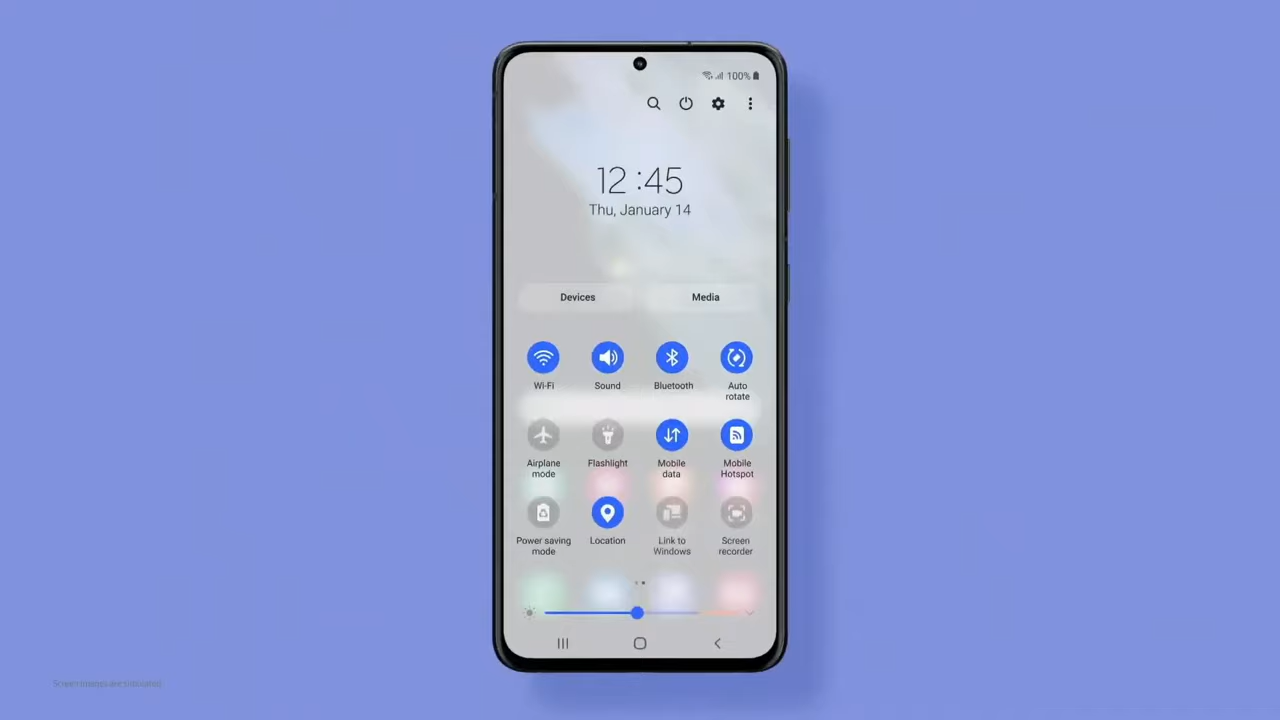 100%
12:45
Thu, January 14
Devices
Media
Wi-Fi
Sound
Bluetooth
Auto
rotate
Airplane
mode
Flashlight
Mobile
data
Mobile
Hotspot
Power saving
mode
Location
Link to
Windows
Screen
recorder
Screen images are simulated.